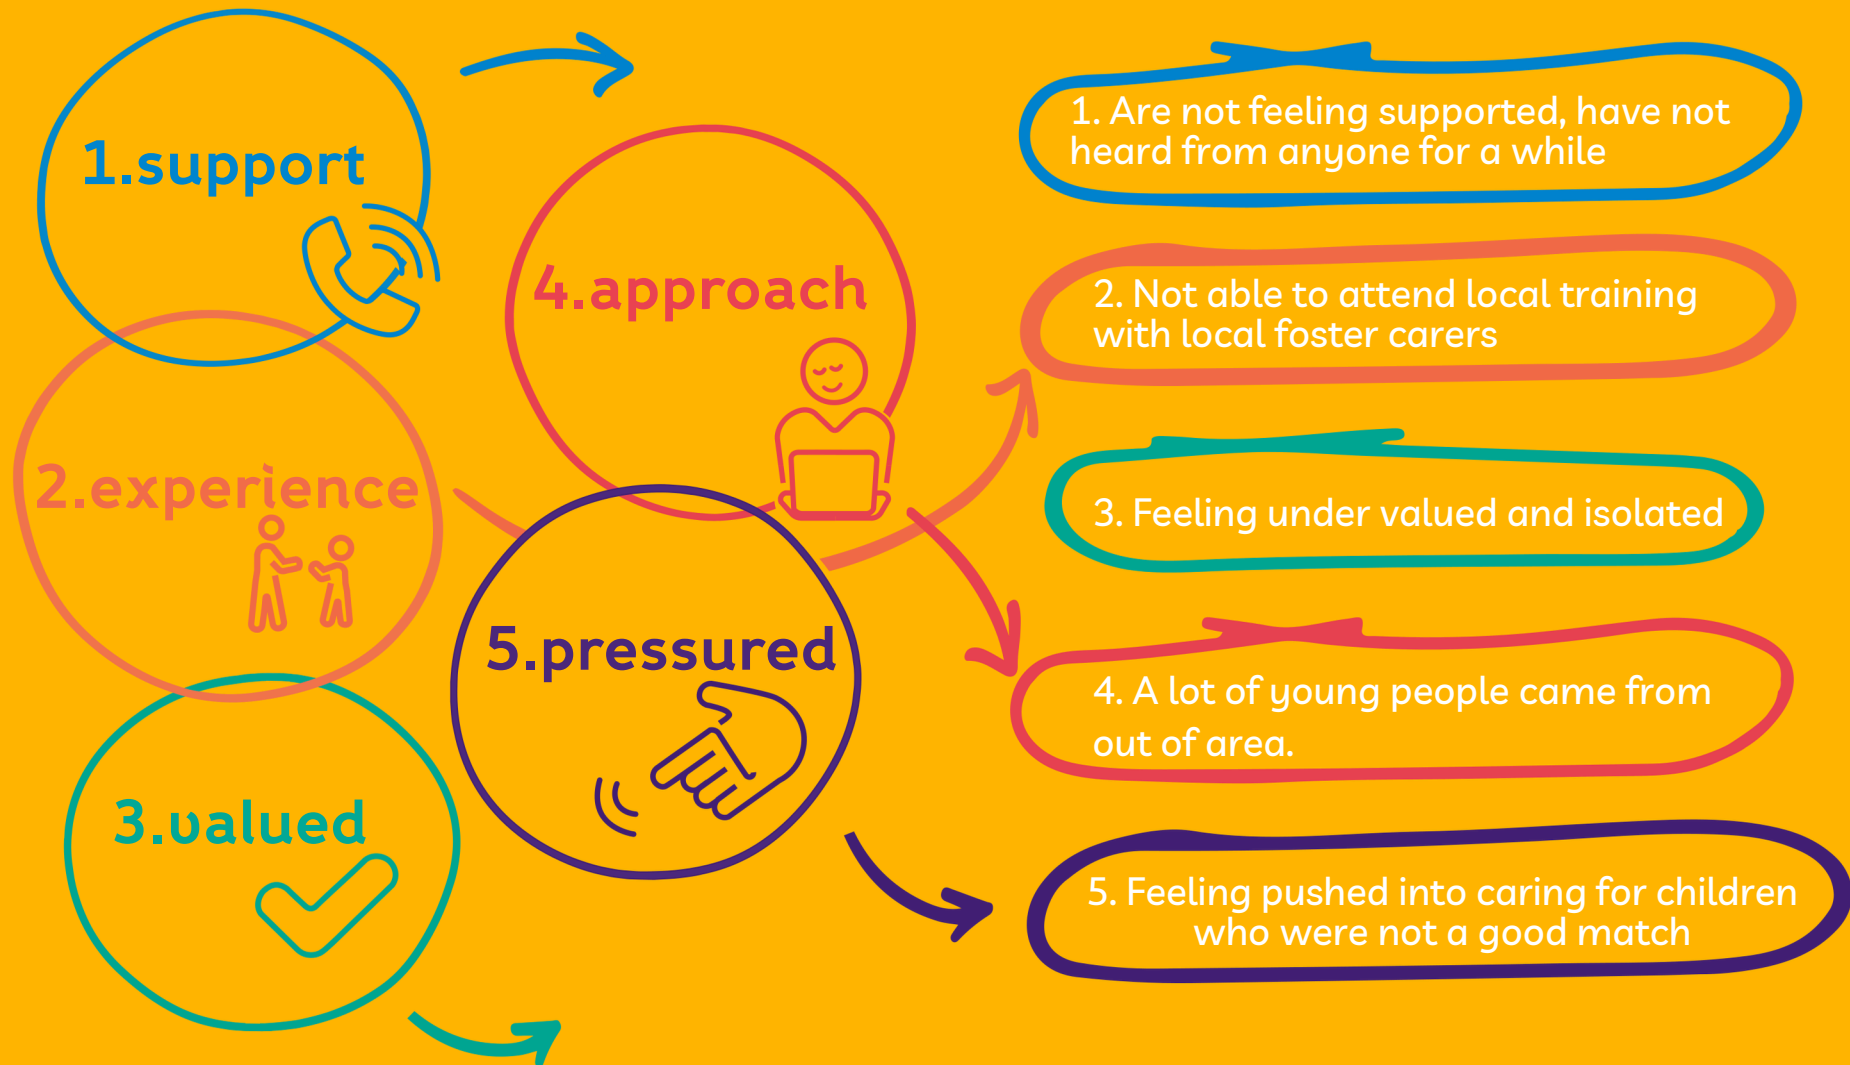 1.support
2.experience
3.valued
4.approach
5.pressured
1. Are not feeling supported, have not
heard from anyone for a while
2. Not able to attend local training
with local foster carers
3. Feeling under valued and isolated
4. A lot of young people came from
out of area.
5. Feeling pushed into caring for children
who were not a good match